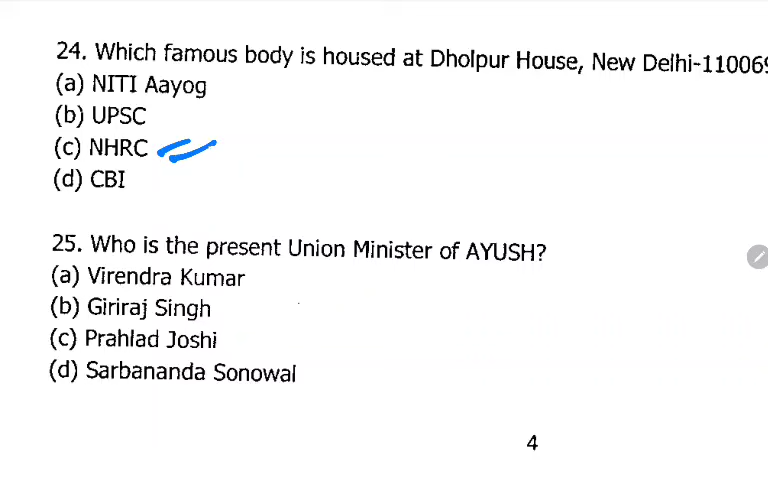 24. Which famous body is housed at Dholpur House, New Delhi-110069
(a) NITI Aayog
(b) UPSC
(c) NHRC
(d) CBI
25. Who is the present Union Minister of AYUSH?
(a) Virendra Kumar
(b) Giriraj Singh
(c) Prahlad Joshi
(d) Sarbananda Sonowal
4